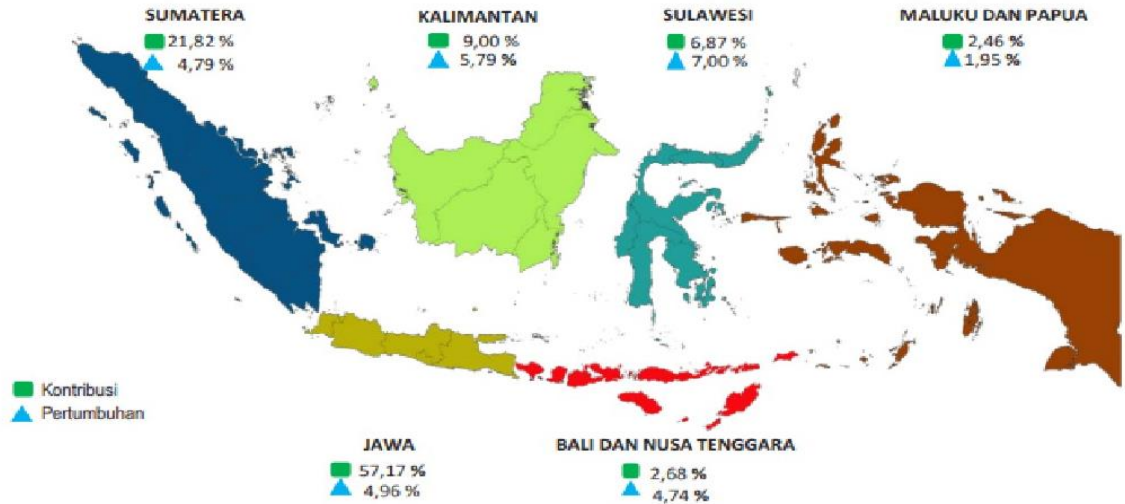 SUMATERA
21,82 %
4,79 %
KALIMANTAN
9,00 %
5,79 %
SULAWESI
6,87 %
7,00 %
MALUKU DAN PAPUA
2,46 %
1,95 %
Kontribusi
Pertumbuhan
JAWA
57,17 %
4,96 %
BALI DAN NUSA TENGGARA
2,68 %
4,74 %